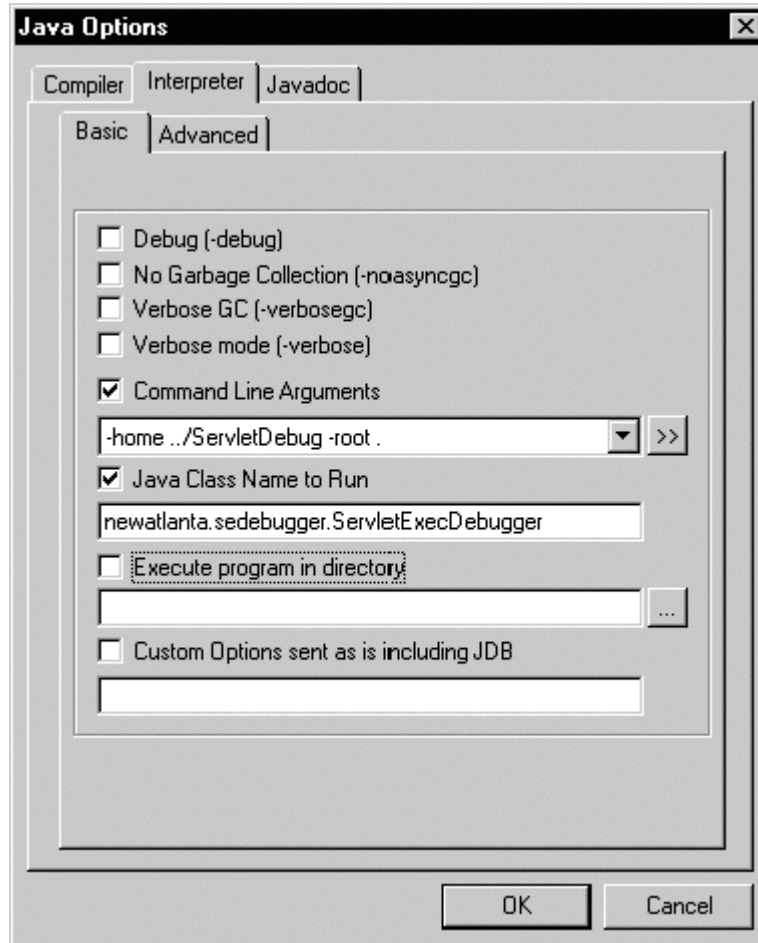 Java Options
Compiler Interpreter Javadoc
Basic Advanced
Debug (-debug)
No Garbage Collection (-noasyncgc)
Verbose GC (-verbosegc)
Verbose mode (-verbose)
Command Line Arguments
-home ../ServletDebug -root . >>
Java Class Name to Run
newatlanta.sedebugger.ServletExecDebugger
Execute program in directory
...
Custom Options sent as is including JDB
OK Cancel